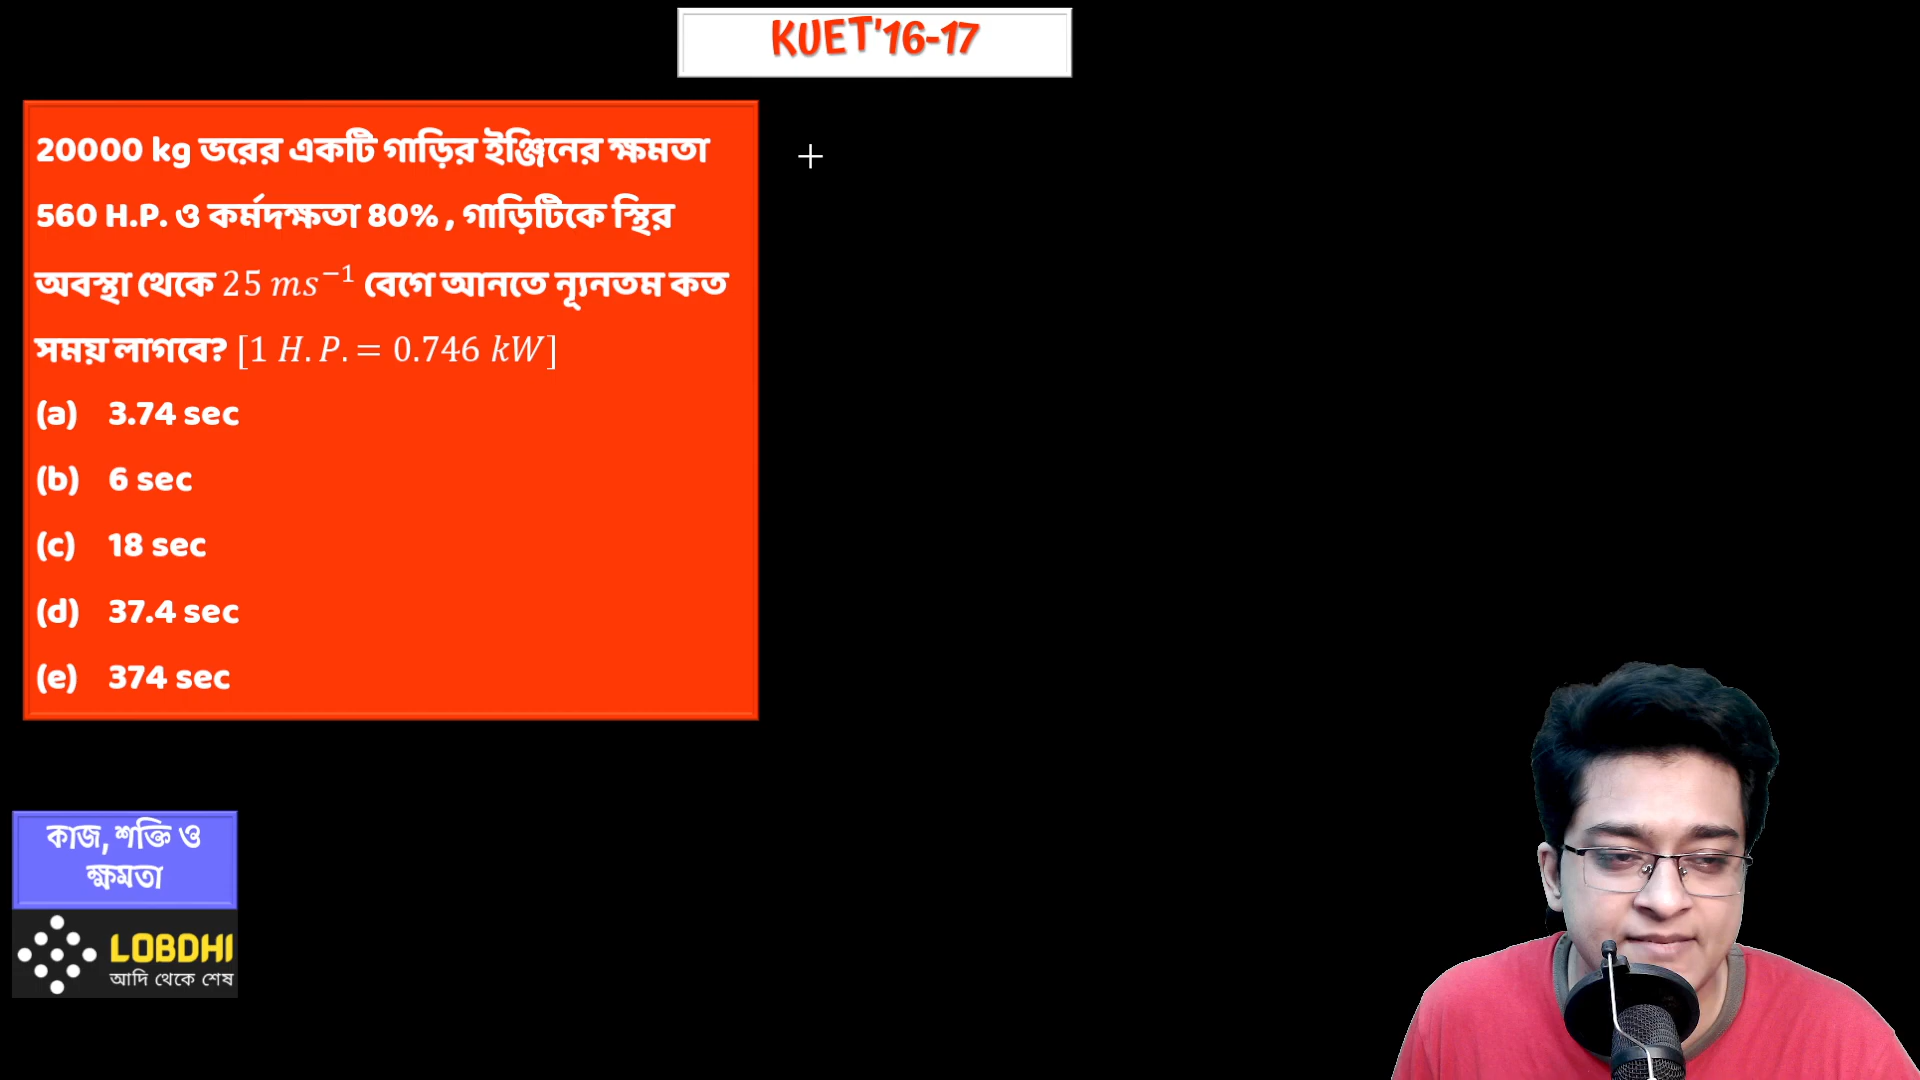 KUET'16-17
20000 kg ভরের একটি গাড়ির ইঞ্জিনের ক্ষমতা
560 H.P. ও কর্মদক্ষতা 80% , গাড়িটিকে স্থির
অবস্থা থেকে 25 ms⁻¹ বেগে আনতে ন্যূনতম কত
সময় লাগবে? [1 H. P. = 0.746 kW]
(a) 3.74 sec
(b) 6 sec
(c) 18 sec
(d) 37.4 sec
(e) 374 sec
কাজ, শক্তি ও
ক্ষমতা
LOBDHI
আদি থেকে শেষ